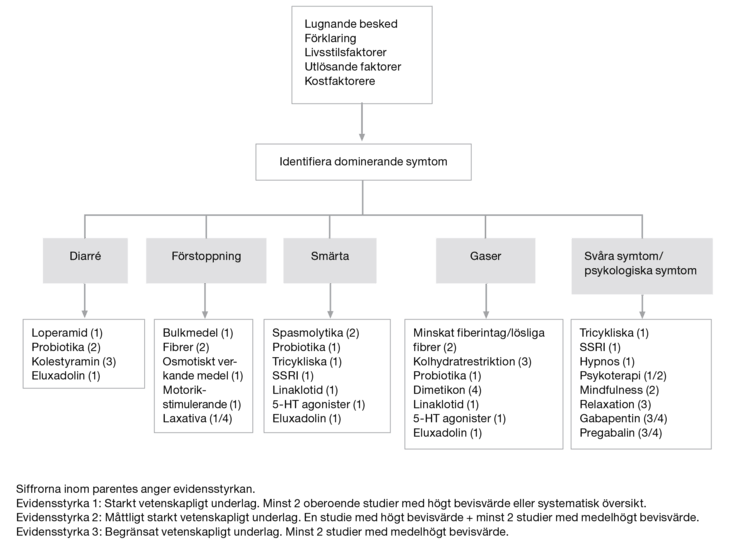 Lugnande besked
Förklaring
Livsstilsfaktorer
Utlösande faktorer
Kostfaktorere
Identifiera dominerande symtom
Diarré
Förstoppning
Smärta
Gaser
Svåra symtom/
psykologiska symtom
Loperamid (1)
Probiotika (2)
Kolestyramin (3)
Eluxadolin (1)
Bulkmedel (1)
Fibrer (2)
Osmotiskt ver-
kande medel (1)
Motorik-
stimulerande (1)
Laxativa (1/4)
Spasmolytika (2)
Probiotika (1)
Tricykliska (1)
SSRI (1)
Linaklotid (1)
5-HT agonister (1)
Eluxadolin (1)
Minskat fiberintag/lösliga
fibrer (2)
Kolhydratrestriktion (3)
Probiotika (1)
Dimetikon (4)
Linaklotid (1)
5-HT agonister (1)
Eluxadolin (1)
Tricykliska (1)
SSRI (1)
Hypnos (1)
Psykoterapi (1/2)
Mindfulness (2)
Relaxation (3)
Gabapentin (3/4)
Pregabalin (3/4)
Siffrorna inom parentes anger evidensstyrkan.
Evidensstyrka 1: Starkt vetenskapligt underlag. Minst 2 oberoende studier med högt bevisvärde eller systematisk översikt.
Evidensstyrka 2: Måttligt starkt vetenskapligt underlag. En studie med högt bevisvärde + minst 2 studier med medelhögt bevisvärde.
Evidensstyrka 3: Begränsat vetenskapligt underlag. Minst 2 studier med medelhögt bevisvärde.